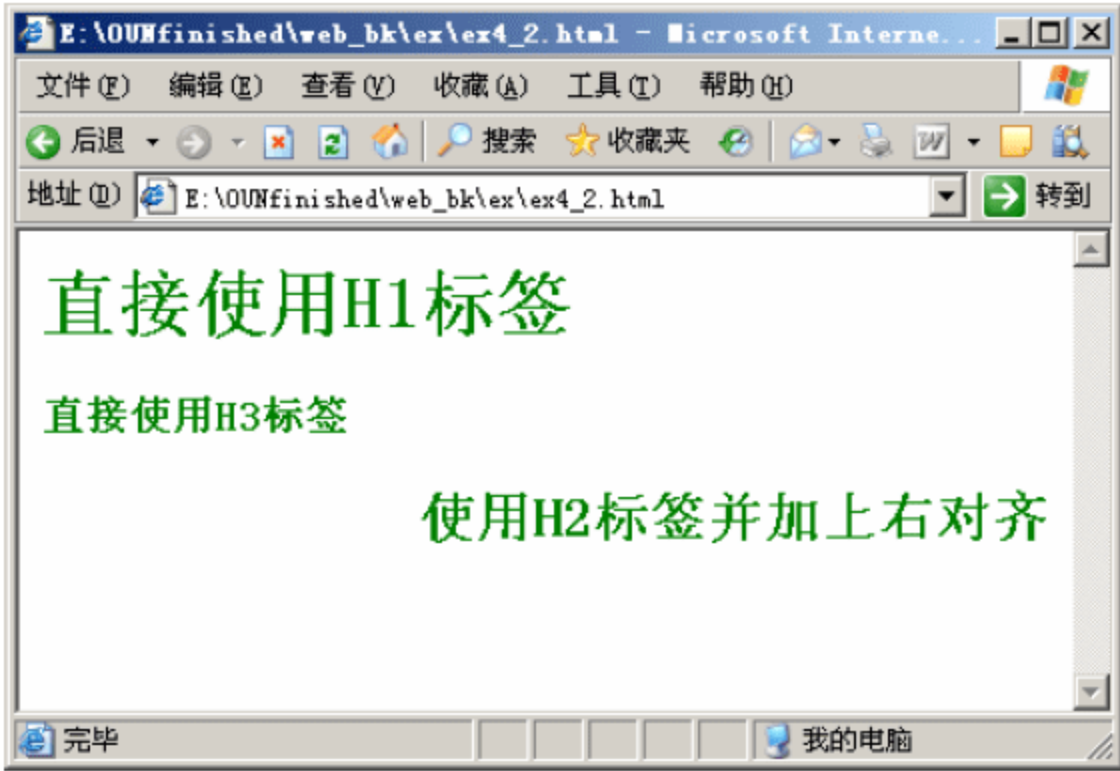 E:\OUNfinished\web_bk\ex\ex4_2.html - Microsoft Interne...
文件(F) 编辑(E) 查看(V) 收藏(A) 工具(T) 帮助(H)
后退 搜索 收藏夹
地址(D) E:\OUNfinished\web_bk\ex\ex4_2.html 转到
直接使用H1标签
直接使用H3标签
使用H2标签并加上右对齐
完毕 我的电脑